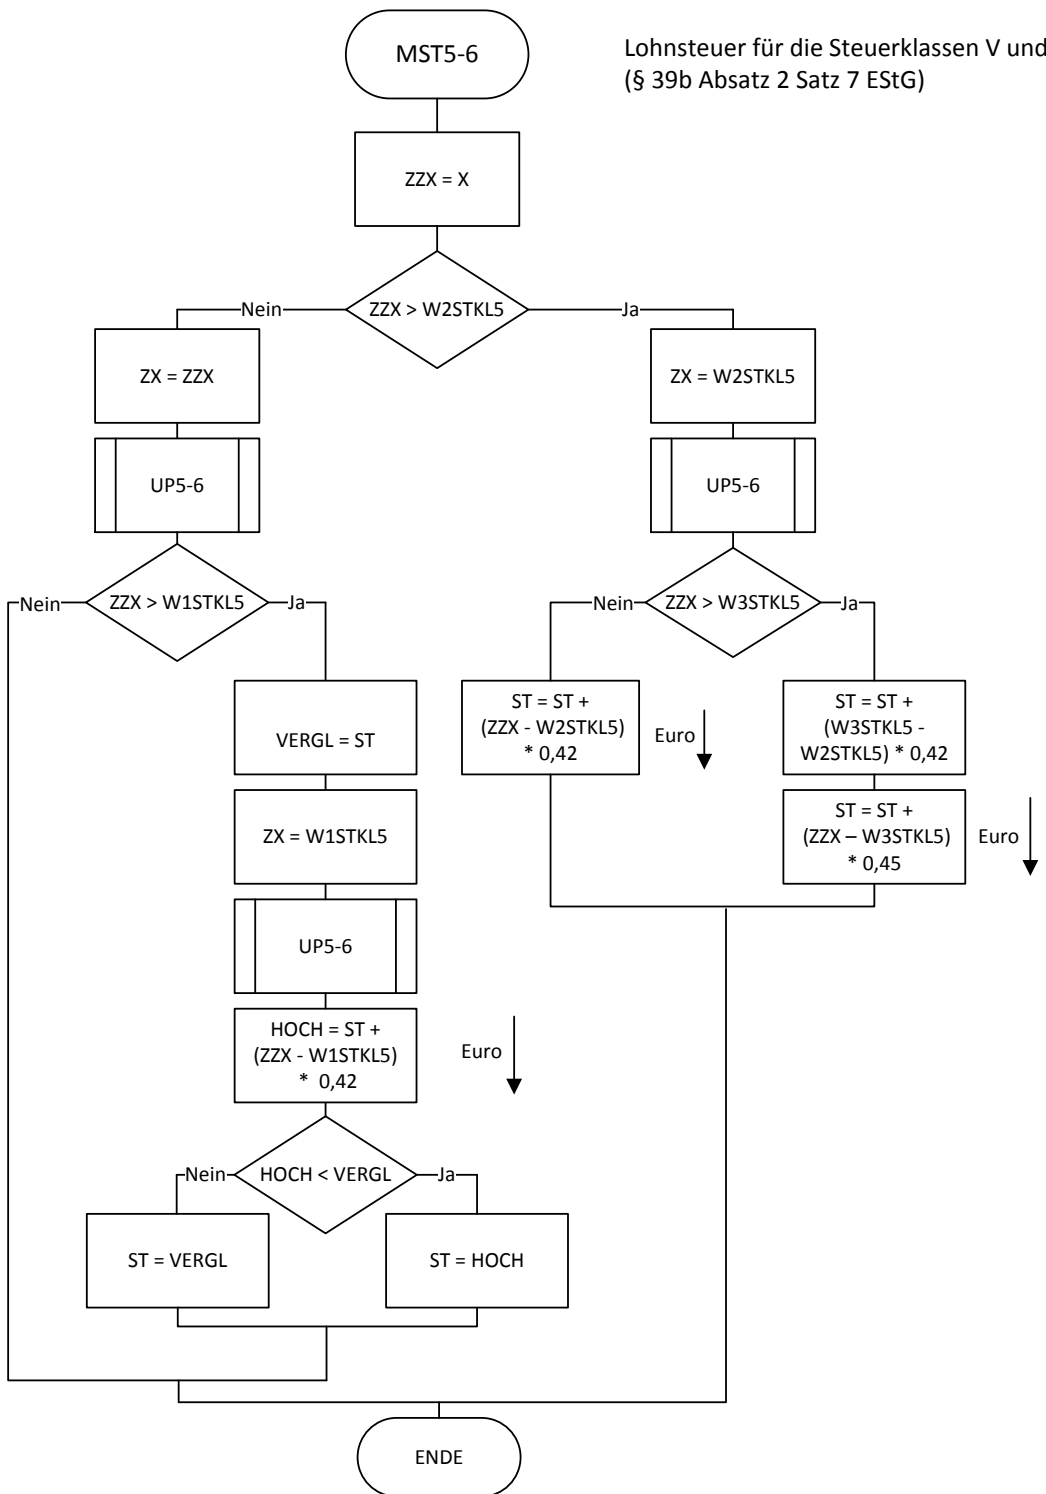 MST5-6
Lohnsteuer für die Steuerklassen V und
(§ 39b Absatz 2 Satz 7 EStG)
ZZX = X
Nein
ZZX > W2STKL5
Ja
ZX = ZZX
ZX = W2STKL5
UP5-6
UP5-6
Nein
ZZX > W1STKL5
Ja
Nein
ZZX > W3STKL5
Ja
VERGL = ST
ST = ST +
(ZZX - W2STKL5)
* 0,42
Euro
ST = ST +
(W3STKL5 -
W2STKL5) * 0,42
ZX = W1STKL5
ST = ST +
(ZZX – W3STKL5)
* 0,45
Euro
UP5-6
HOCH = ST +
(ZZX - W1STKL5)
* 0,42
Euro
Nein
HOCH < VERGL
Ja
ST = VERGL
ST = HOCH
ENDE